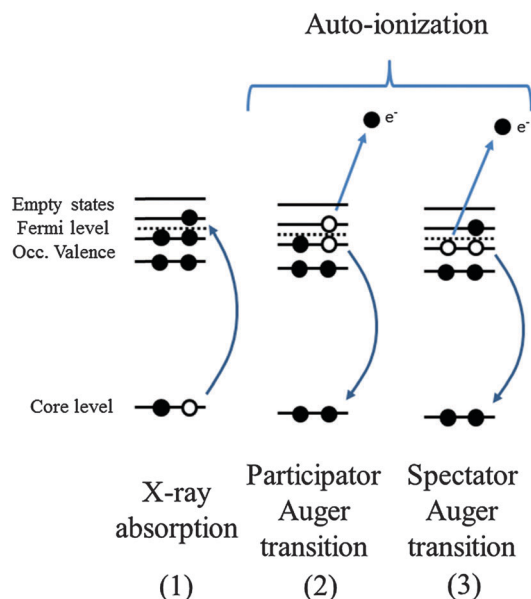 Auto-ionization
e-
e-
Empty states
Fermi level
Occ. Valence
Core level
X-ray
absorption
(1)
Participator
Auger
transition
(2)
Spectator
Auger
transition
(3)